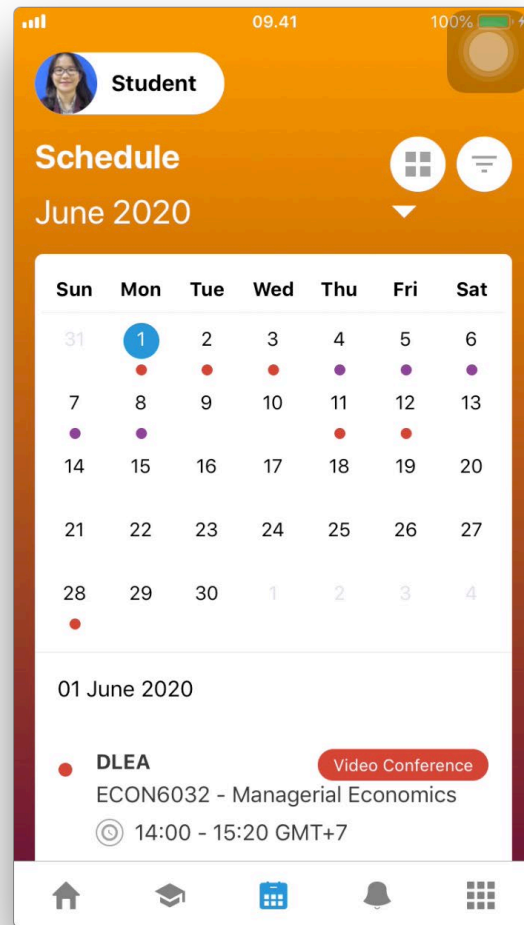 09.41 100%
Student
Schedule
June 2020
Sun Mon Tue Wed Thu Fri Sat
31 1 2 3 4 5 6
7 8 9 10 11 12 13
14 15 16 17 18 19 20
21 22 23 24 25 26 27
28 29 30 1 2 3 4
01 June 2020
DLEA Video Conference
ECON6032 - Managerial Economics
14:00 - 15:20 GMT+7